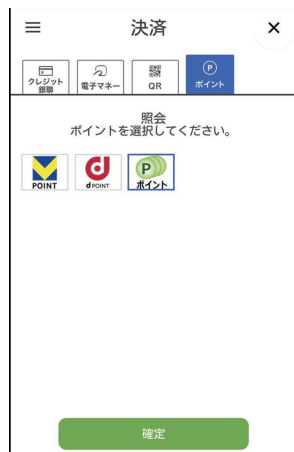 決済
クレジット
銀聯
電子マネー
QR
P
ポイント
照会
ポイントを選択してください。
POINT
d POINT
P
ポイント
確定